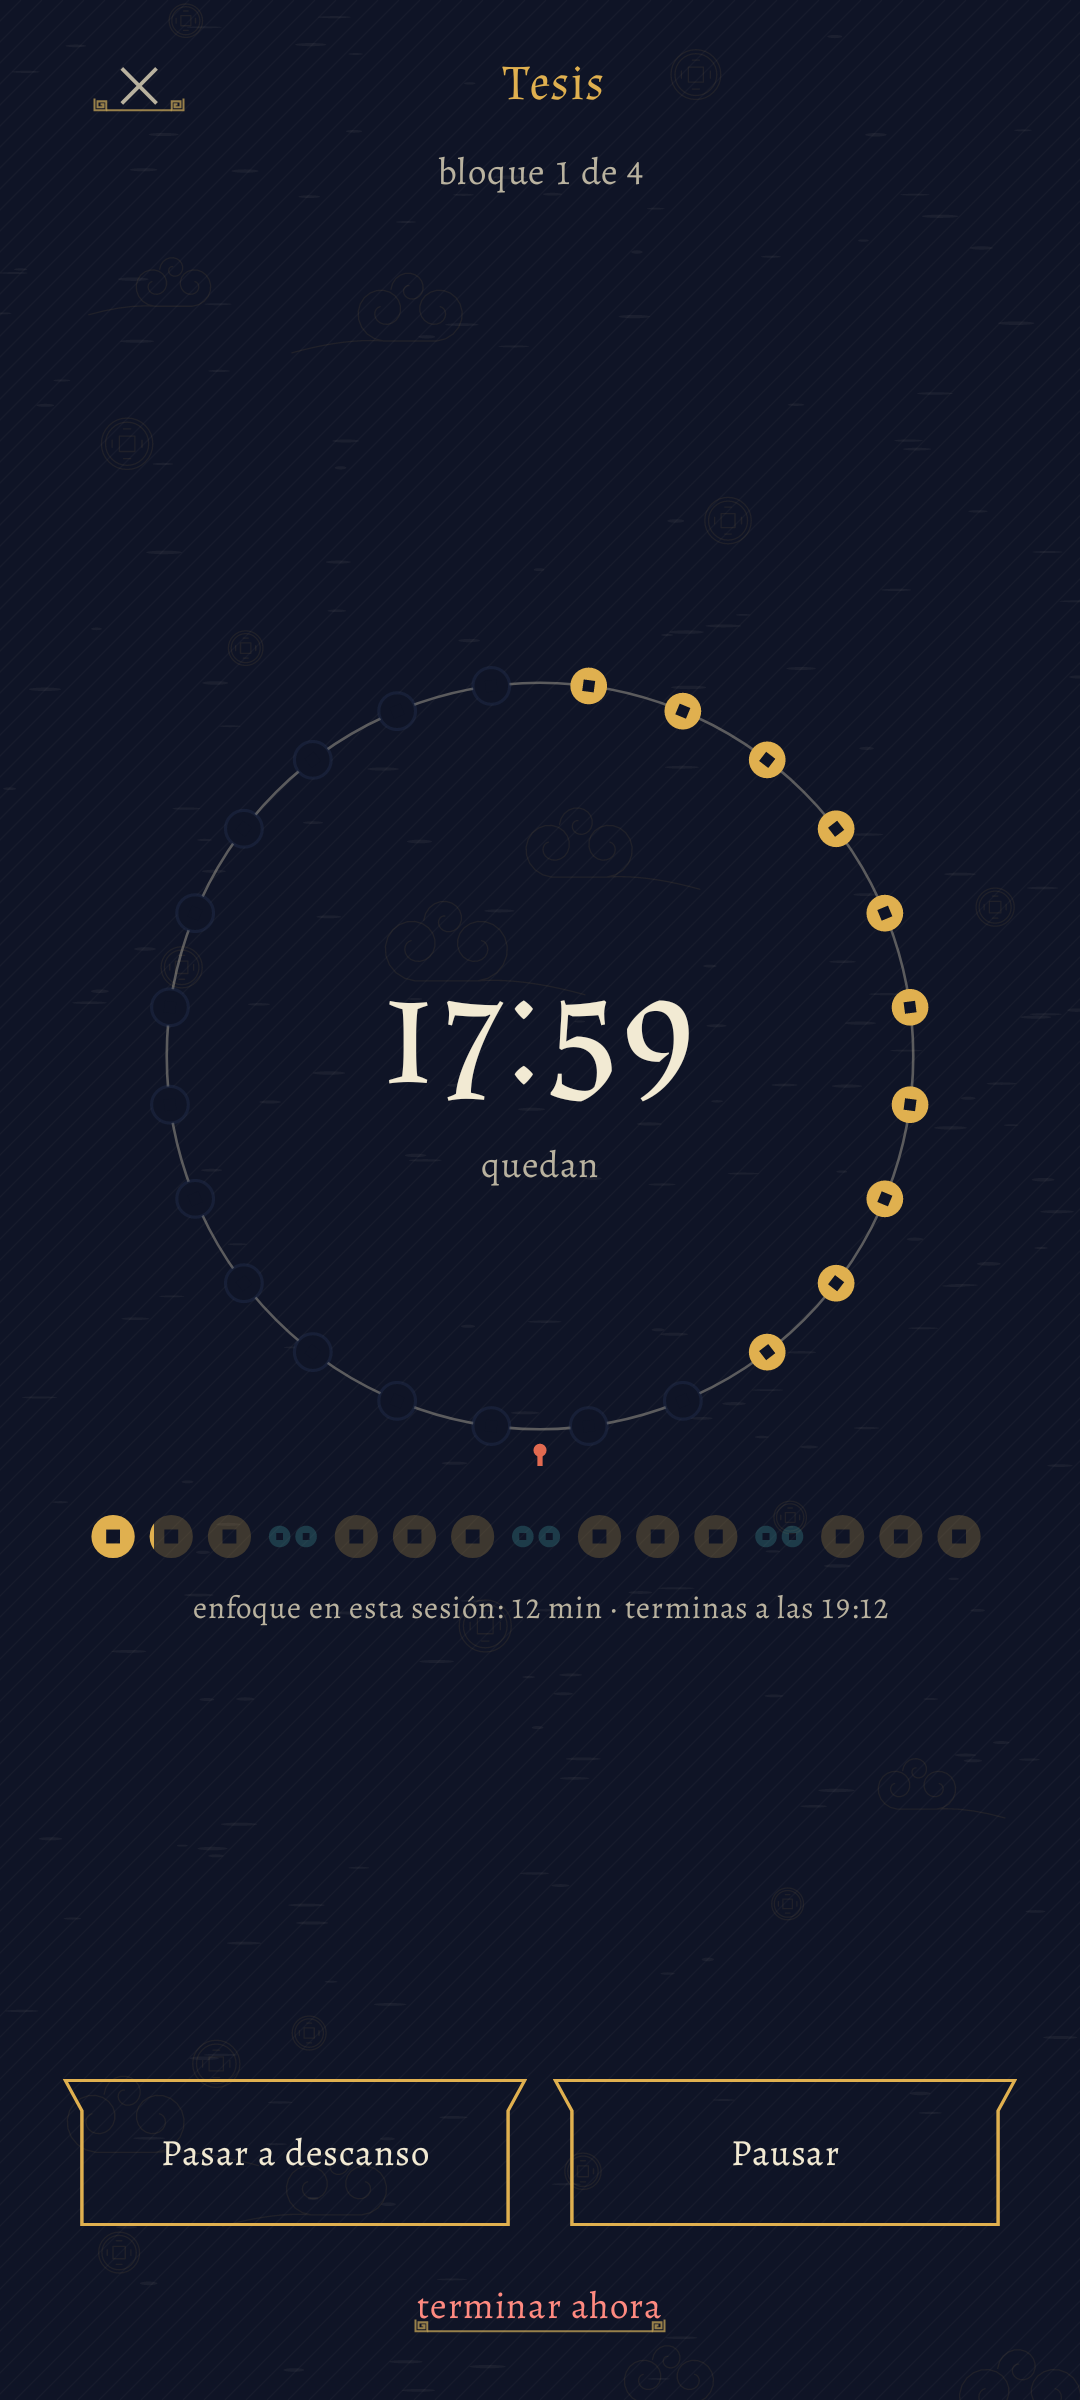 Tesis
bloque 1 de 4
17:59
quedan
enfoque en esta sesión: 12 min · terminas a las 19:12
Pasar a descanso
Pausar
terminar ahora